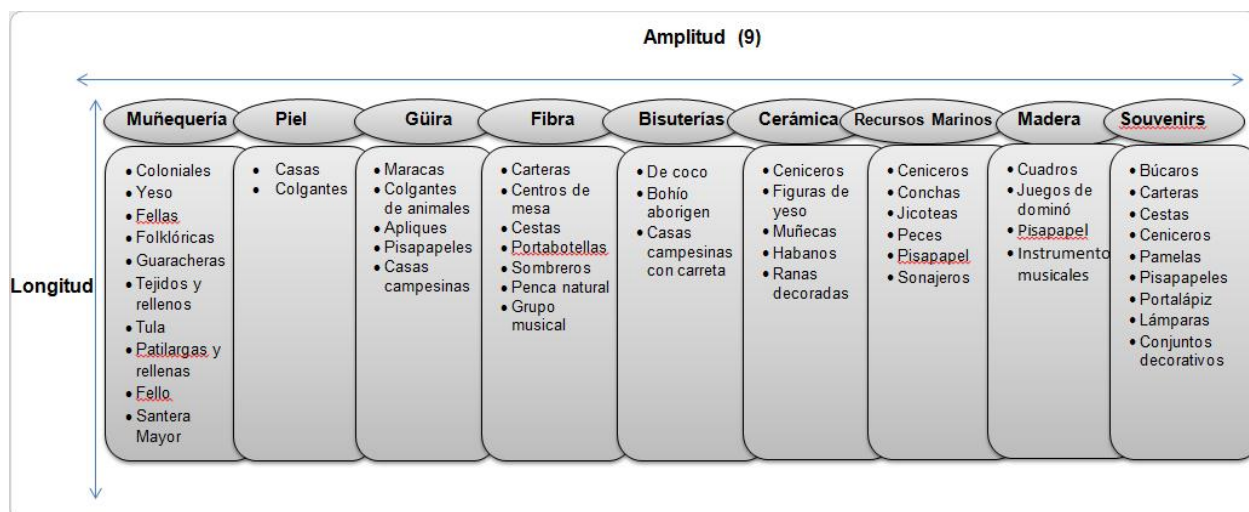 Amplitud (9)
Longitud
Muñequería
• Coloniales
• Yeso
• Fellas
• Folklóricas
• Guaracheras
• Tejidos y
rellenos
• Tula
• Patilargas y
rellenas
• Fello
• Santera
Mayor
Piel
• Casas
• Colgantes
Güira
• Maracas
• Colgantes
de animales
• Apliques
• Pisapapeles
• Casas
campesinas
Fibra
• Carteras
• Centros de
mesa
• Cestas
• Portabotellas
• Sombreros
• Penca natural
• Grupo
musical
Bisuterías
• De coco
• Bohío
aborigen
• Casas
campesinas
con carreta
Cerámica
• Ceniceros
• Figuras de
yeso
• Muñecas
• Habanos
• Ranas
decoradas
Recursos Marinos
• Ceniceros
• Conchas
• Jicoteas
• Peces
• Pisapapel
• Sonajeros
Madera
• Cuadros
• Juegos de
dominó
• Pisapapel
• Instrumento
musicales
Souvenirs
• Búcaros
• Carteras
• Cestas
• Ceniceros
• Pamelas
• Pisapapeles
• Portalápiz
• Lámparas
• Conjuntos
decorativos